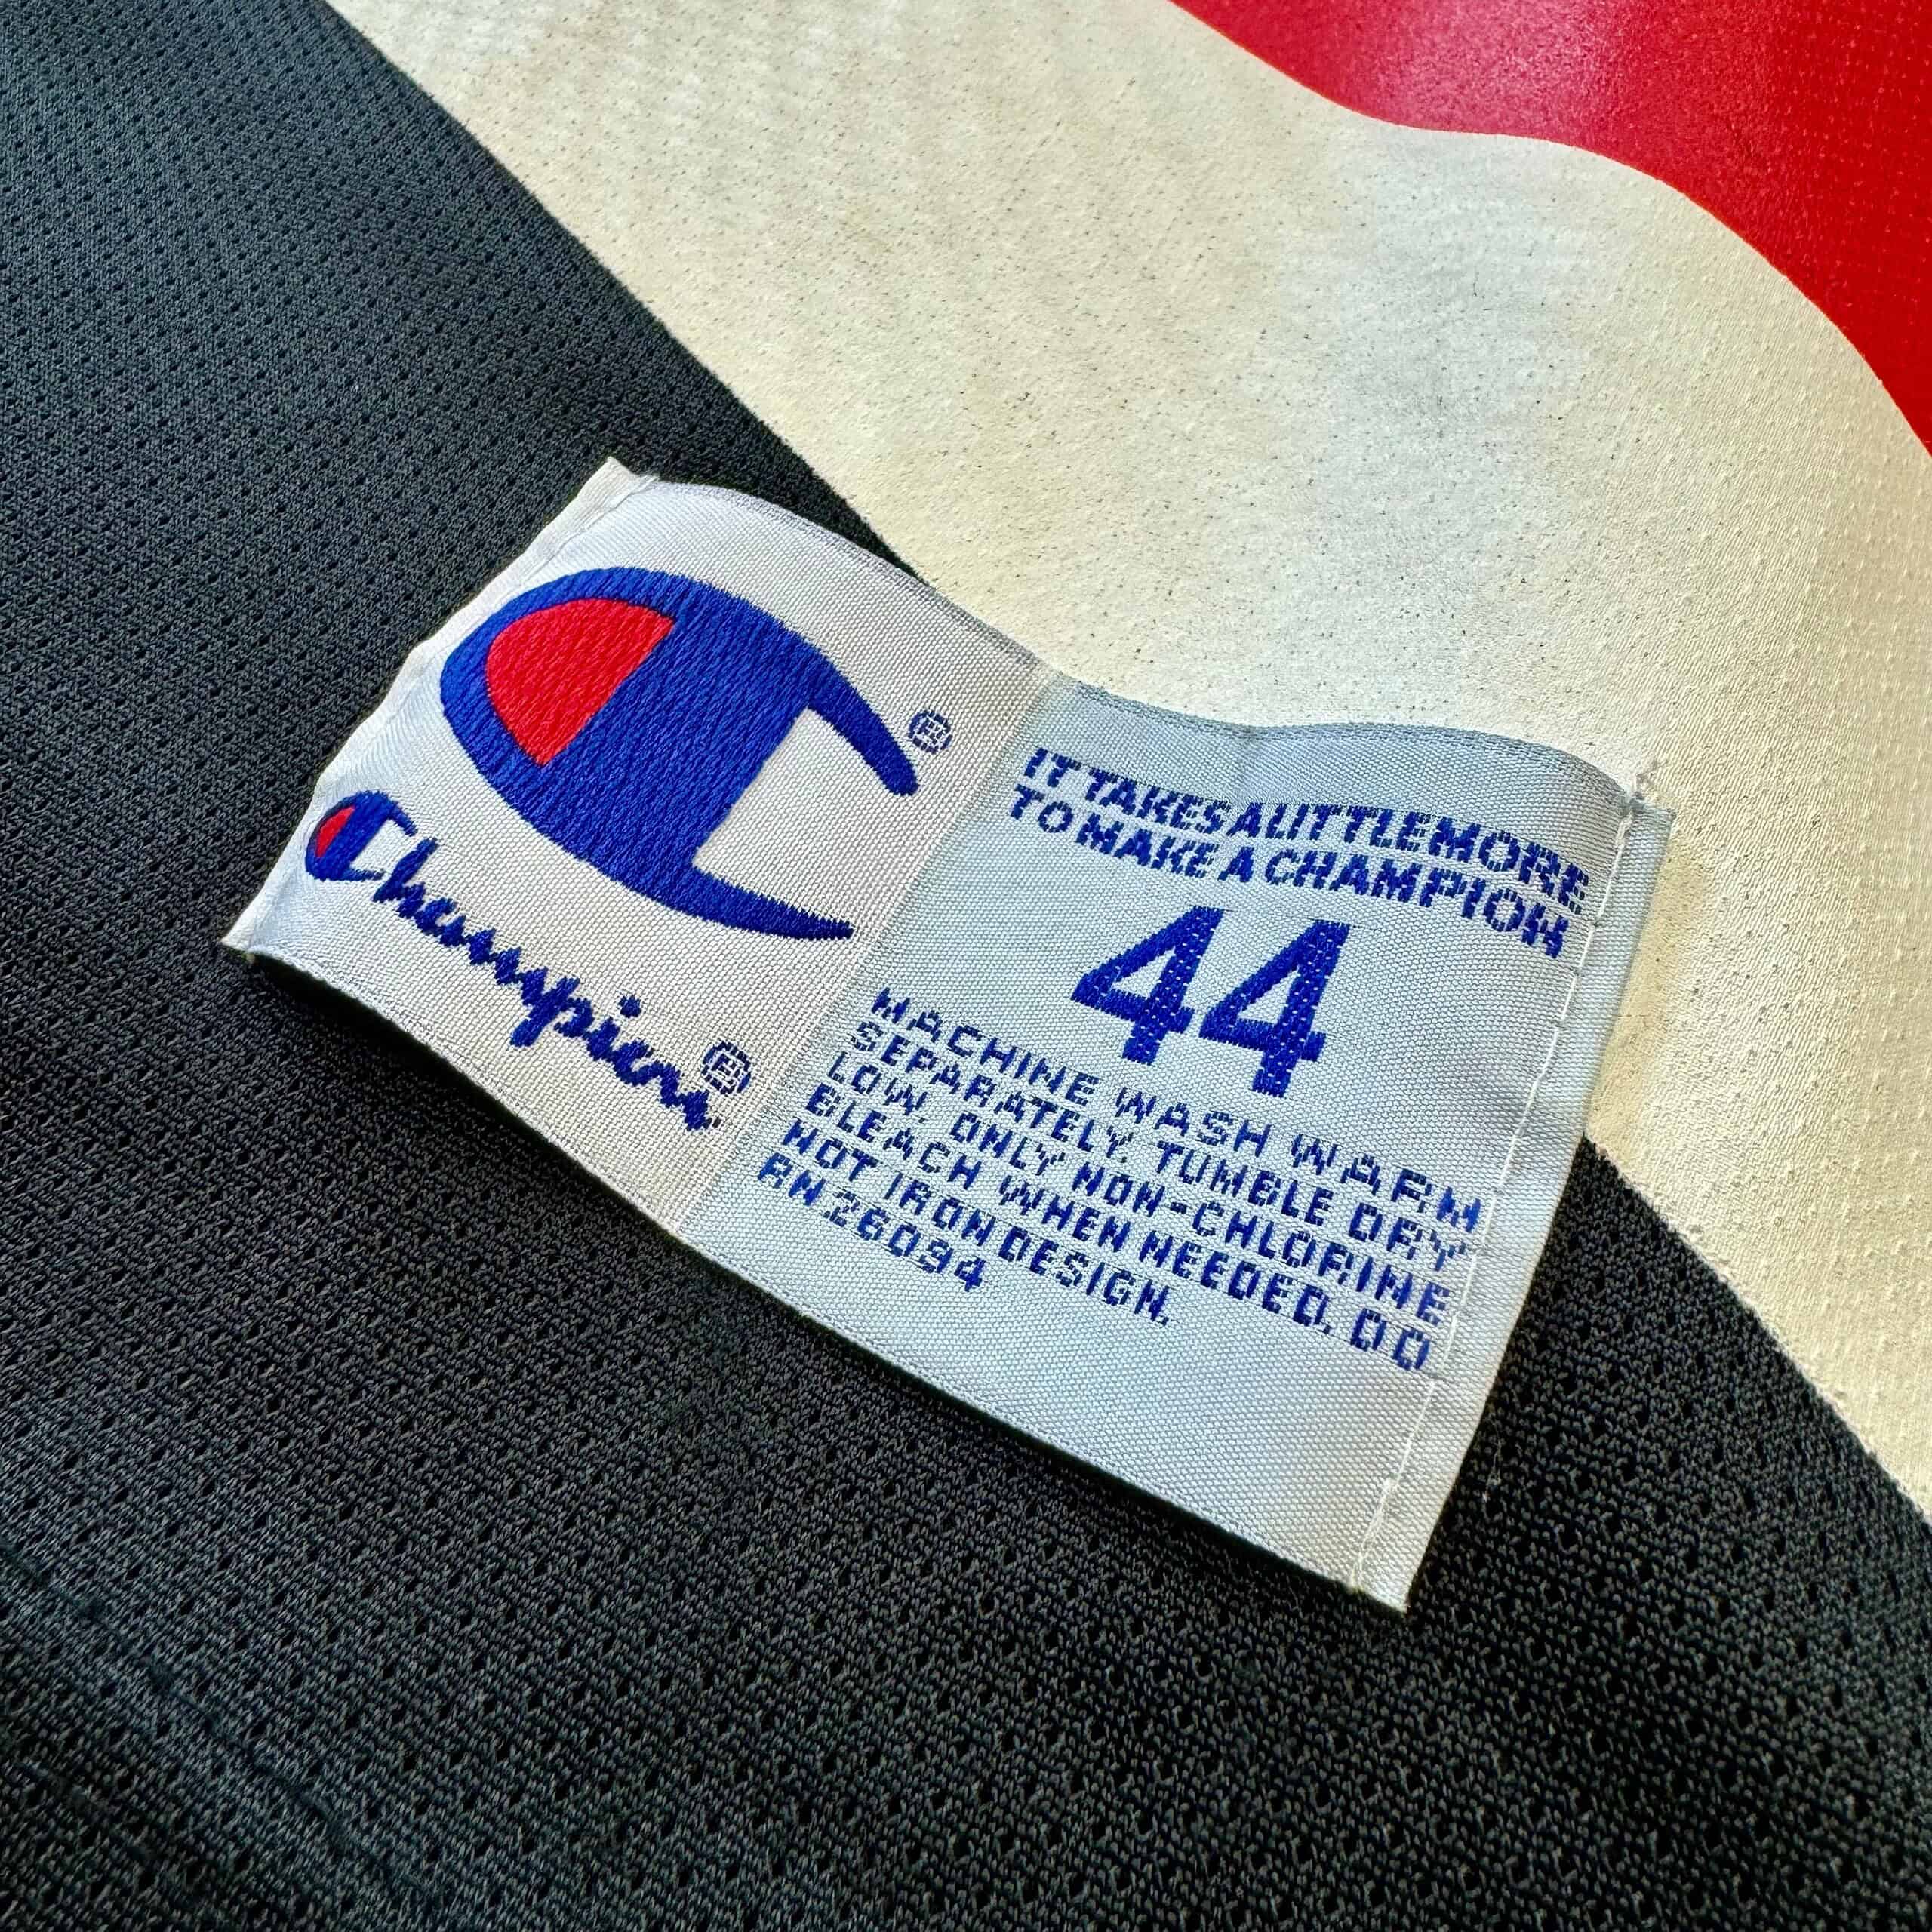 ®
Champion®
IT TAKES A LITTLE MORE
TO MAKE A CHAMPION
44
MACHINE WASH WARM
SEPARATELY. TUMBLE DRY
LOW. ONLY NON-CHLORINE
BLEACH WHEN NEEDED. DO
NOT IRON DESIGN.
RN 26094